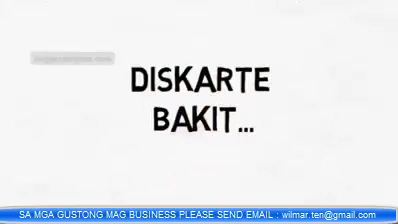 DISKARTE
BAKIT...
SA MGA GUSTONG MAG BUSINESS PLEASE SEND EMAIL : wilmar.ten@gmail.com